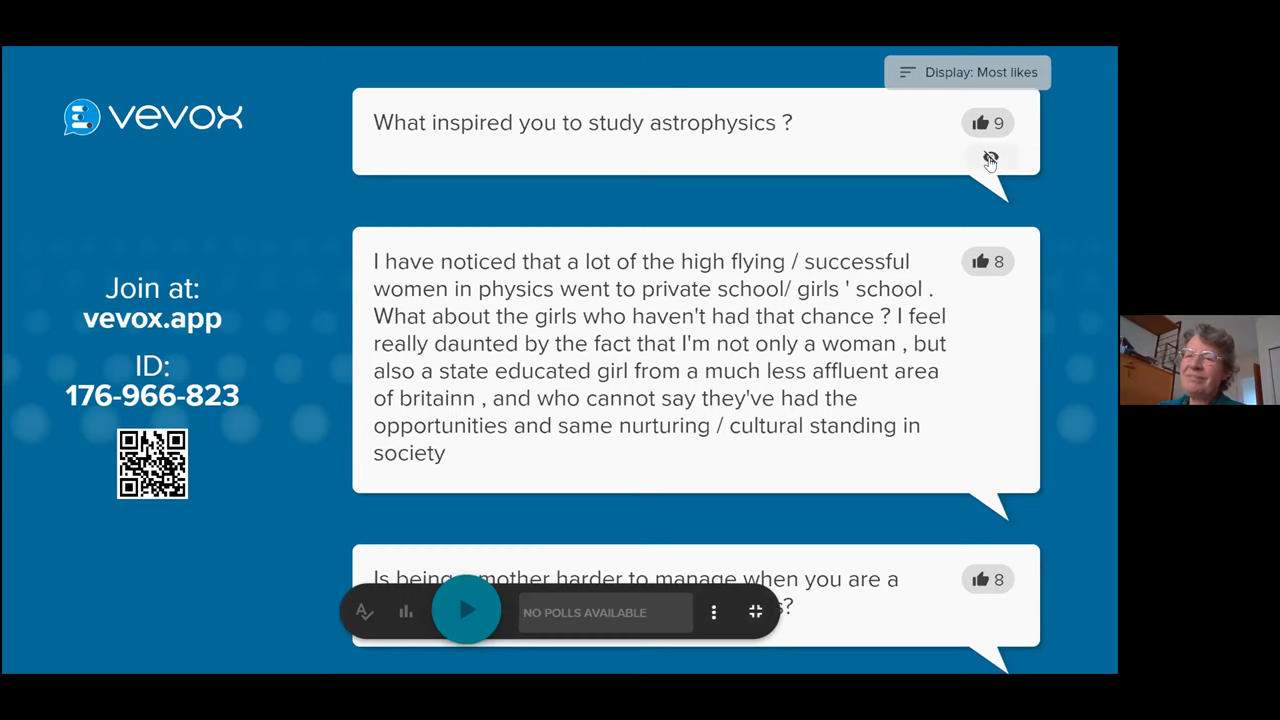 Display: Most likes
vevox
What inspired you to study astrophysics ?
9
I have noticed that a lot of the high flying / successful
8
women in physics went to private school/ girls ' school .
What about the girls who haven't had that chance ? I feel
really daunted by the fact that I'm not only a woman , but
also a state educated girl from a much less affluent area
of britainn , and who cannot say they've had the
opportunities and same nurturing / cultural standing in
society
Join at:
vevox.app
ID:
176-966-823
Is being mother harder to manage when you are a
8
s?
NO POLLS AVAILABLE